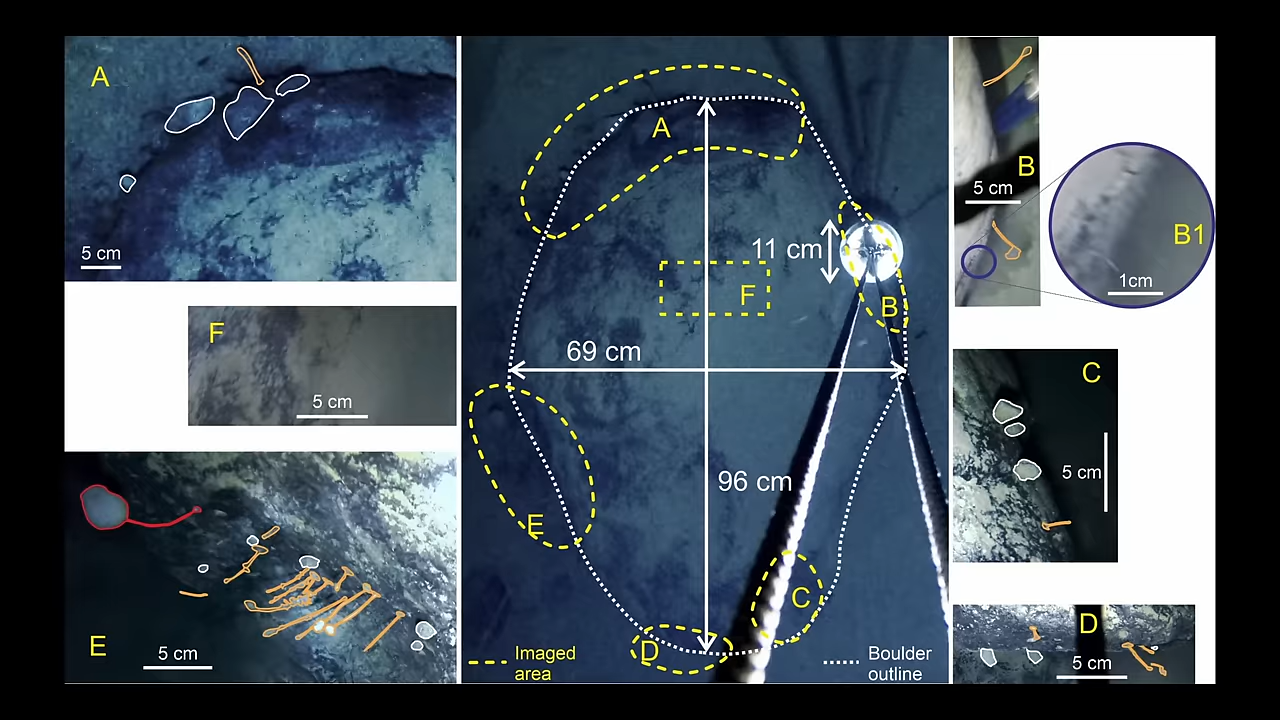 A
5 cm
F
5 cm
E
5 cm
A
11 cm
F
B
69 cm
96 cm
E
C
D
Imaged
area
Boulder
outline
B
5 cm
B1
1cm
C
5 cm
D
5 cm